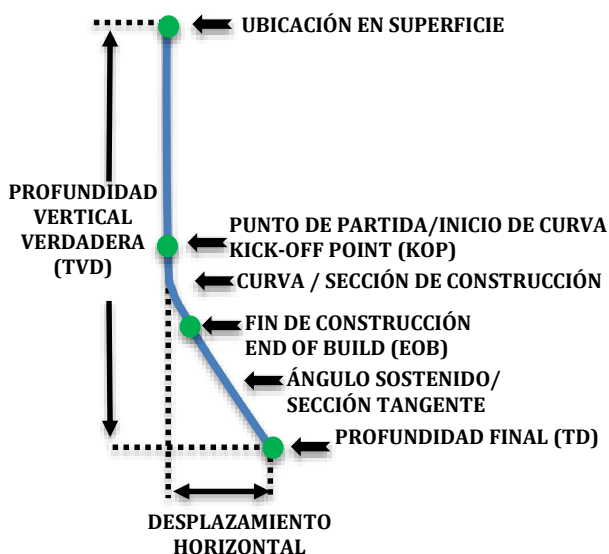 UBICACIÓN EN SUPERFICIE
PROFUNDIDAD
VERTICAL
VERDADERA
(TVD)
PUNTO DE PARTIDA/INICIO DE CURVA
KICK-OFF POINT (KOP)
CURVA / SECCIÓN DE CONSTRUCCIÓN
FIN DE CONSTRUCCIÓN
END OF BUILD (EOB)
ÁNGULO SOSTENIDO/
SECCIÓN TANGENTE
PROFUNDIDAD FINAL (TD)
DESPLAZAMIENTO
HORIZONTAL